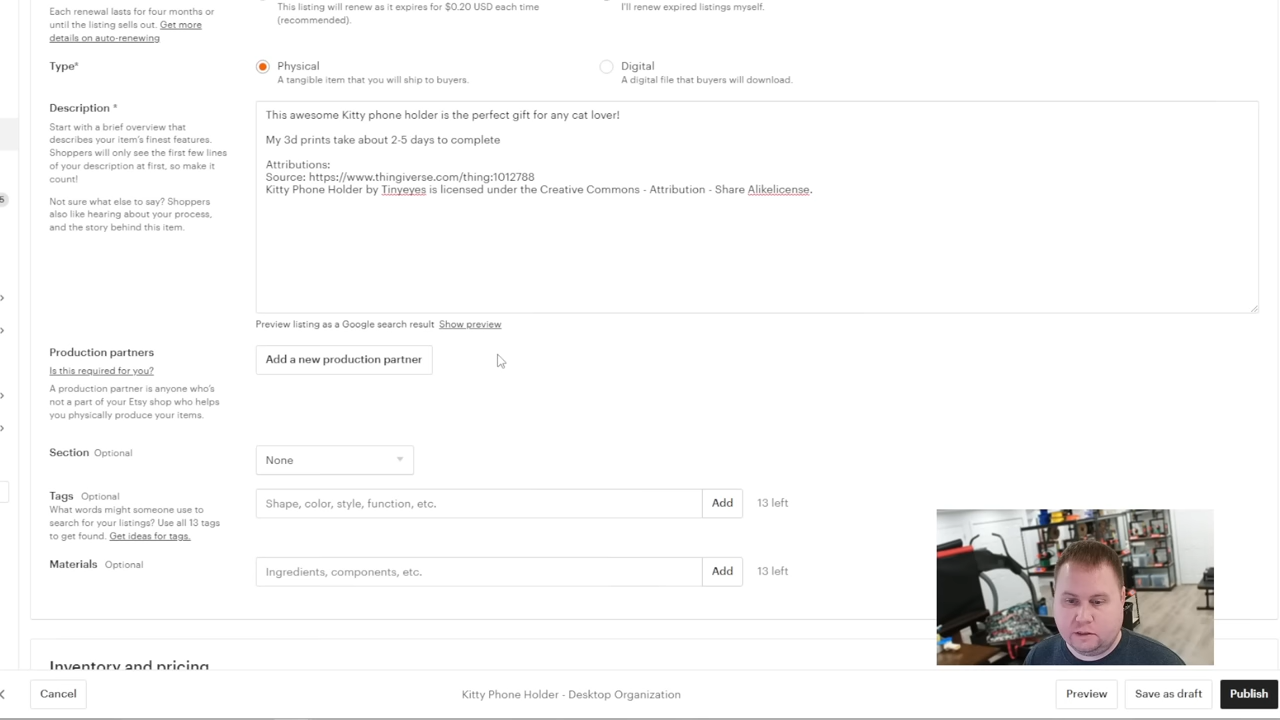 Each renewal lasts for four months or
until the listing sells out. Get more
details on auto-renewing
This listing will renew as it expires for $0.20 USD each time
(recommended).
I'll renew expired listings myself.
Type*
Physical
A tangible item that you will ship to buyers.
Digital
A digital file that buyers will download.
Description *
Start with a brief overview that
describes your item's finest features.
Shoppers will only see the first few lines
of your description at first, so make it
count!
Not sure what else to say? Shoppers
also like hearing about your process,
and the story behind this item.
This awesome Kitty phone holder is the perfect gift for any cat lover!
My 3d prints take about 2-5 days to complete
Attributions:
Source: https://www.thingiverse.com/thing:1012788
Kitty Phone Holder by Tinyeyes is licensed under the Creative Commons - Attribution - Share Alikelicense.
5
Preview listing as a Google search result Show preview
Production partners
Is this required for you?
A production partner is anyone who's
not a part of your Etsy shop who helps
you physically produce your items.
Add a new production partner
Section Optional
None
Tags Optional
What words might someone use to
search for your listings? Use all 13 tags
to get found. Get ideas for tags.
Shape, color, style, function, etc.
Add
13 left
Materials Optional
Ingredients, components, etc.
Add
13 left
Inventory and pricing
Cancel
Kitty Phone Holder - Desktop Organization
Preview
Save as draft
Publish